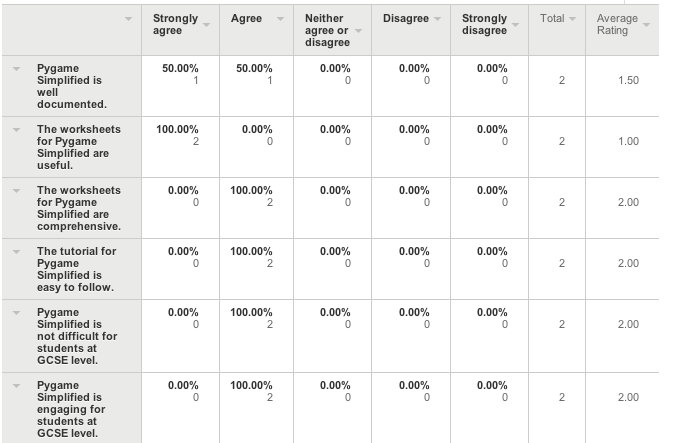 Strongly agree Agree Neither agree or disagree Disagree Strongly disagree Total Average Rating
Pygame Simplified is well documented. 50.00% 1 50.00% 1 0.00% 0 0.00% 0 0.00% 0 2 1.50
The worksheets for Pygame Simplified are useful. 100.00% 2 0.00% 0 0.00% 0 0.00% 0 0.00% 0 2 1.00
The worksheets for Pygame Simplified are comprehensive. 0.00% 0 100.00% 2 0.00% 0 0.00% 0 0.00% 0 2 2.00
The tutorial for Pygame Simplified is easy to follow. 0.00% 0 100.00% 2 0.00% 0 0.00% 0 0.00% 0 2 2.00
Pygame Simplified is not difficult for students at GCSE level. 0.00% 0 100.00% 2 0.00% 0 0.00% 0 0.00% 0 2 2.00
Pygame Simplified is engaging for students at GCSE level. 0.00% 0 100.00% 2 0.00% 0 0.00% 0 0.00% 0 2 2.00